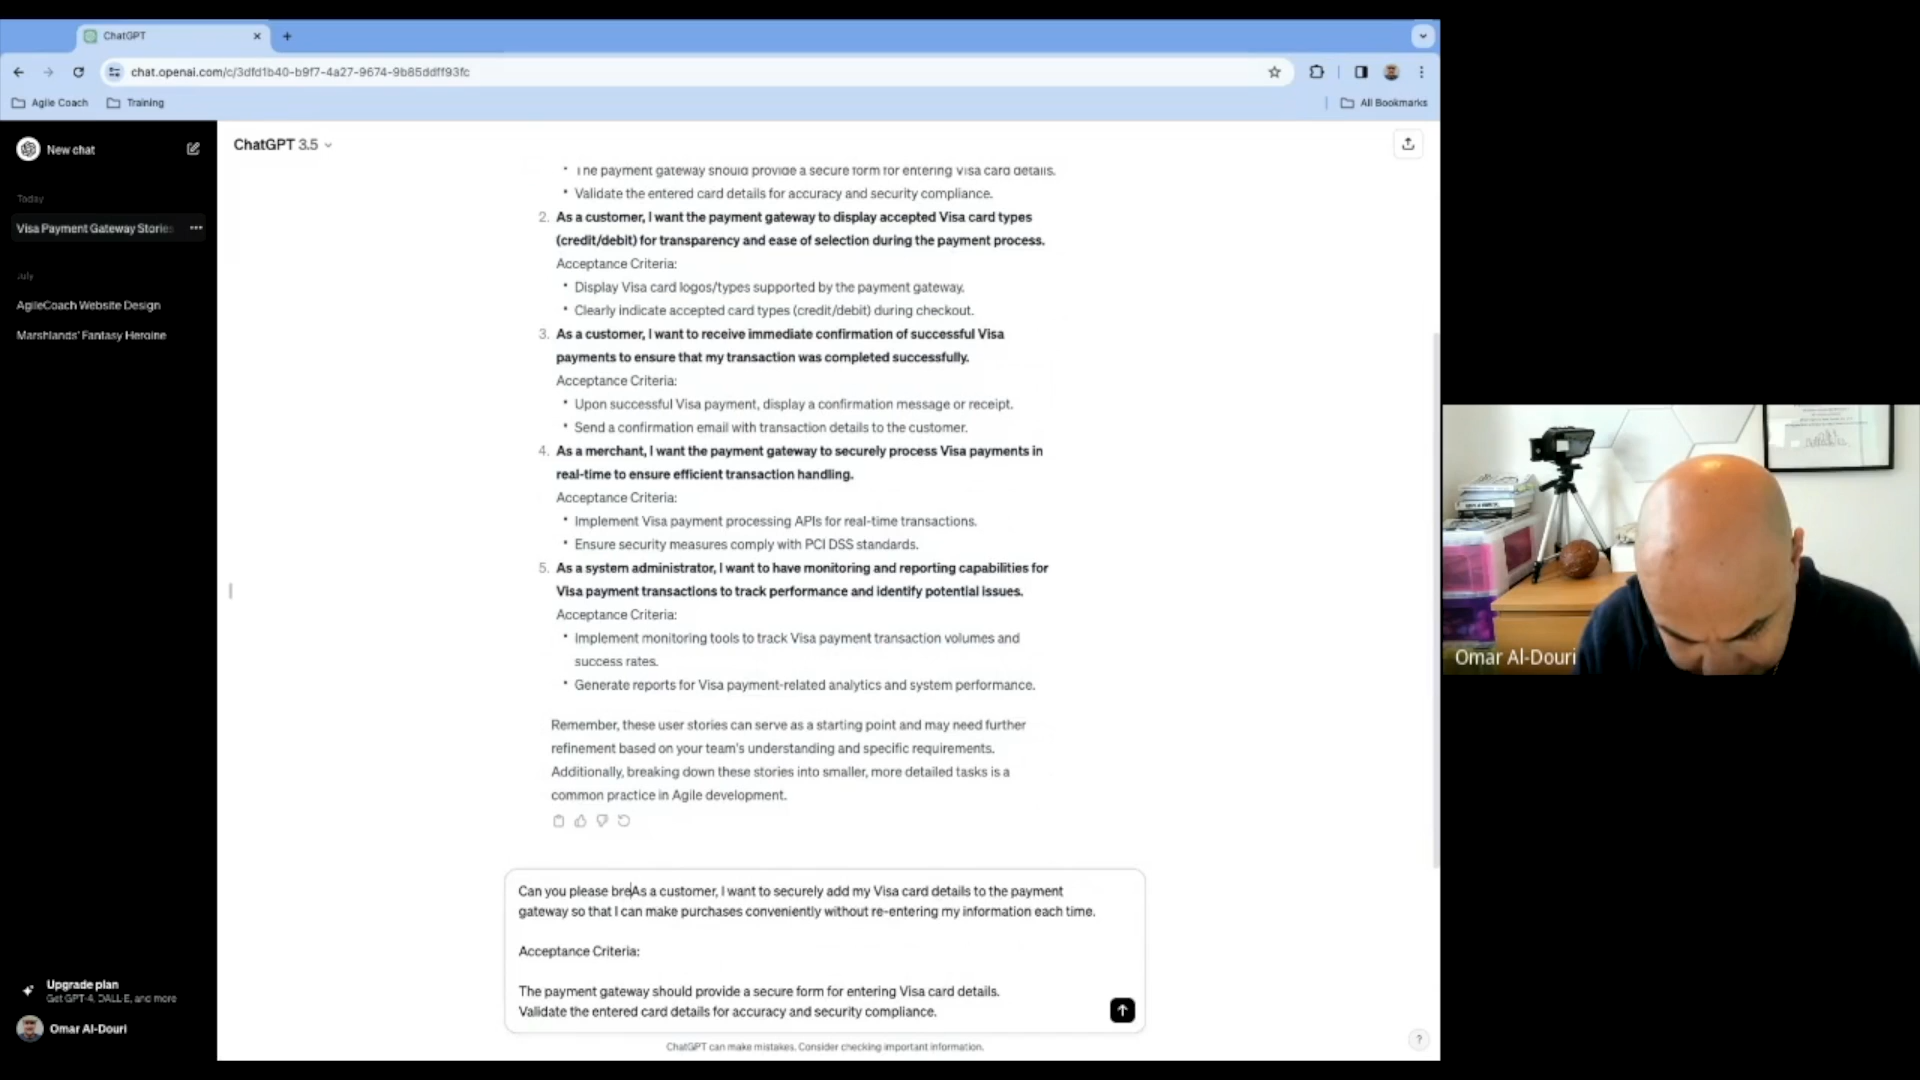 ChatGPT
chat.openai.com/c/3dfd1b40-b9f7-4a27-9674-9b85ddff93fc
Agile Coach
Training
All Bookmarks
New chat
Today
Visa Payment Gateway Stories
July
AgileCoach Website Design
Marshlands' Fantasy Heroine
Upgrade plan
Get GPT-4, DALL·E, and more
Omar Al-Douri
ChatGPT 3.5
• The payment gateway should provide a secure form for entering Visa card details.
• Validate the entered card details for accuracy and security compliance.
2. As a customer, I want the payment gateway to display accepted Visa card types
(credit/debit) for transparency and ease of selection during the payment process.
Acceptance Criteria:
• Display Visa card logos/types supported by the payment gateway.
• Clearly indicate accepted card types (credit/debit) during checkout.
3. As a customer, I want to receive immediate confirmation of successful Visa
payments to ensure that my transaction was completed successfully.
Acceptance Criteria:
• Upon successful Visa payment, display a confirmation message or receipt.
• Send a confirmation email with transaction details to the customer.
4. As a merchant, I want the payment gateway to securely process Visa payments in
real-time to ensure efficient transaction handling.
Acceptance Criteria:
• Implement Visa payment processing APIs for real-time transactions.
• Ensure security measures comply with PCI DSS standards.
5. As a system administrator, I want to have monitoring and reporting capabilities for
Visa payment transactions to track performance and identify potential issues.
Acceptance Criteria:
• Implement monitoring tools to track Visa payment transaction volumes and
success rates.
• Generate reports for Visa payment-related analytics and system performance.
Remember, these user stories can serve as a starting point and may need further
refinement based on your team's understanding and specific requirements.
Additionally, breaking down these stories into smaller, more detailed tasks is a
common practice in Agile development.
Can you please breAs a customer, I want to securely add my Visa card details to the payment
gateway so that I can make purchases conveniently without re-entering my information each time.
Acceptance Criteria:
The payment gateway should provide a secure form for entering Visa card details.
Validate the entered card details for accuracy and security compliance.
ChatGPT can make mistakes. Consider checking important information.
?
Omar Al-Douri